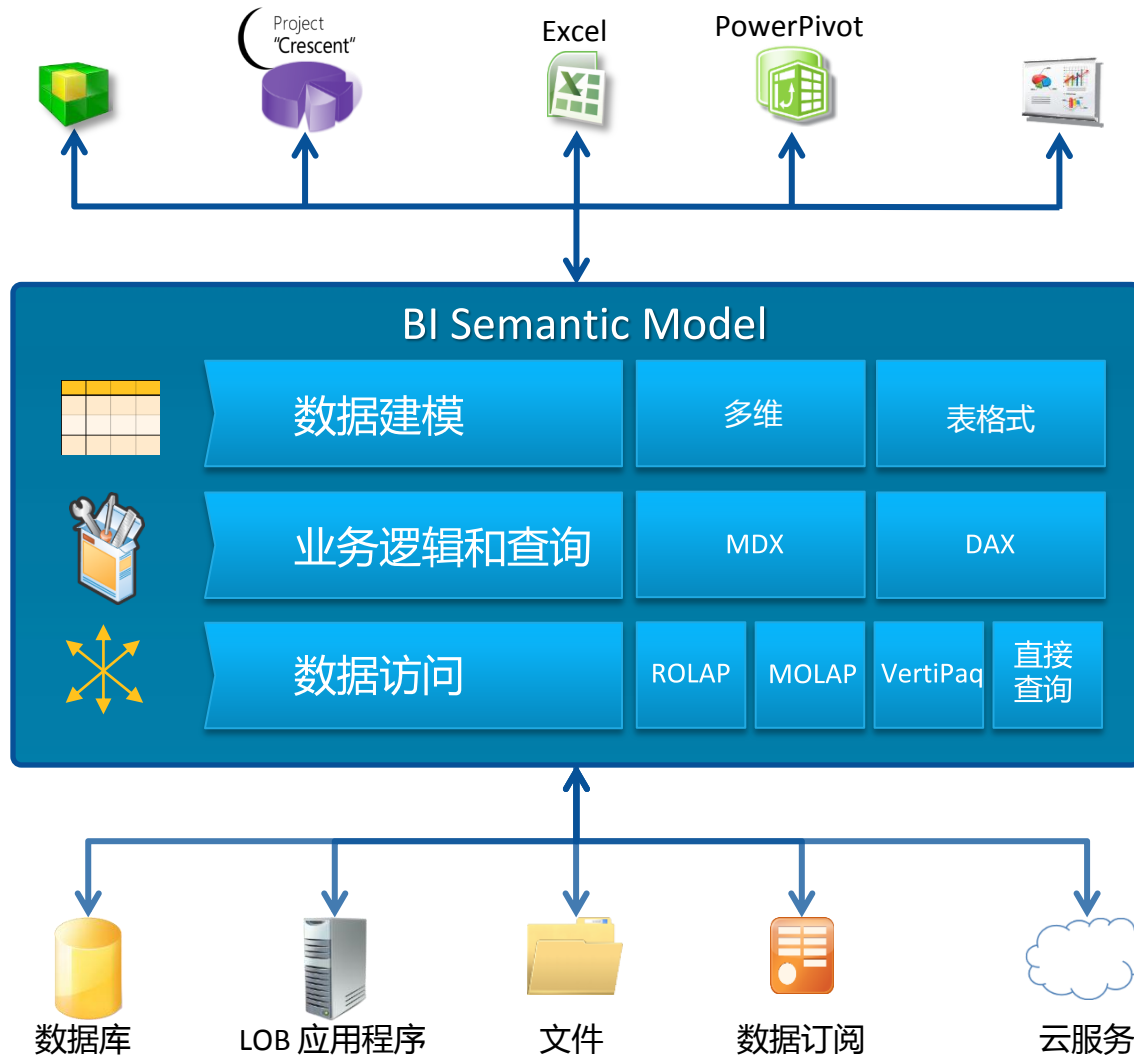 Project
"Crescent"
Excel
PowerPivot
BI Semantic Model
数据建模
多维
表格式
业务逻辑和查询
MDX
DAX
数据访问
ROLAP
MOLAP
VertiPaq
直接
查询
数据库
LOB 应用程序
文件
数据订阅
云服务